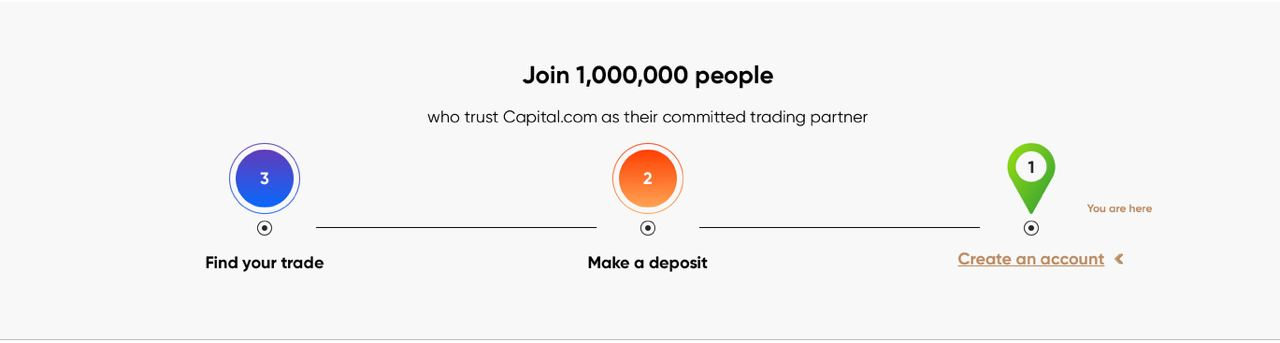 Join 1,000,000 people
who trust Capital.com as their committed trading partner
3
2
1
You are here
Find your trade
Make a deposit
Create an account